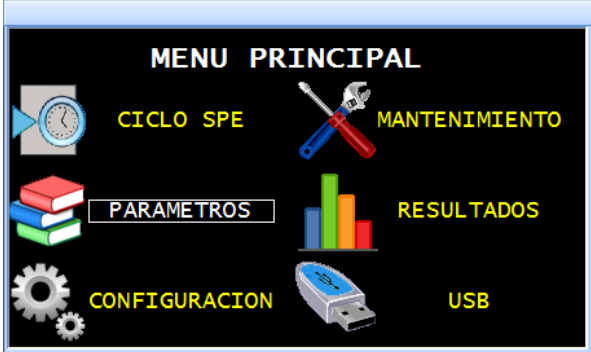 MENU PRINCIPAL
CICLO SPE
MANTENIMIENTO
PARAMETROS
RESULTADOS
CONFIGURACION
USB